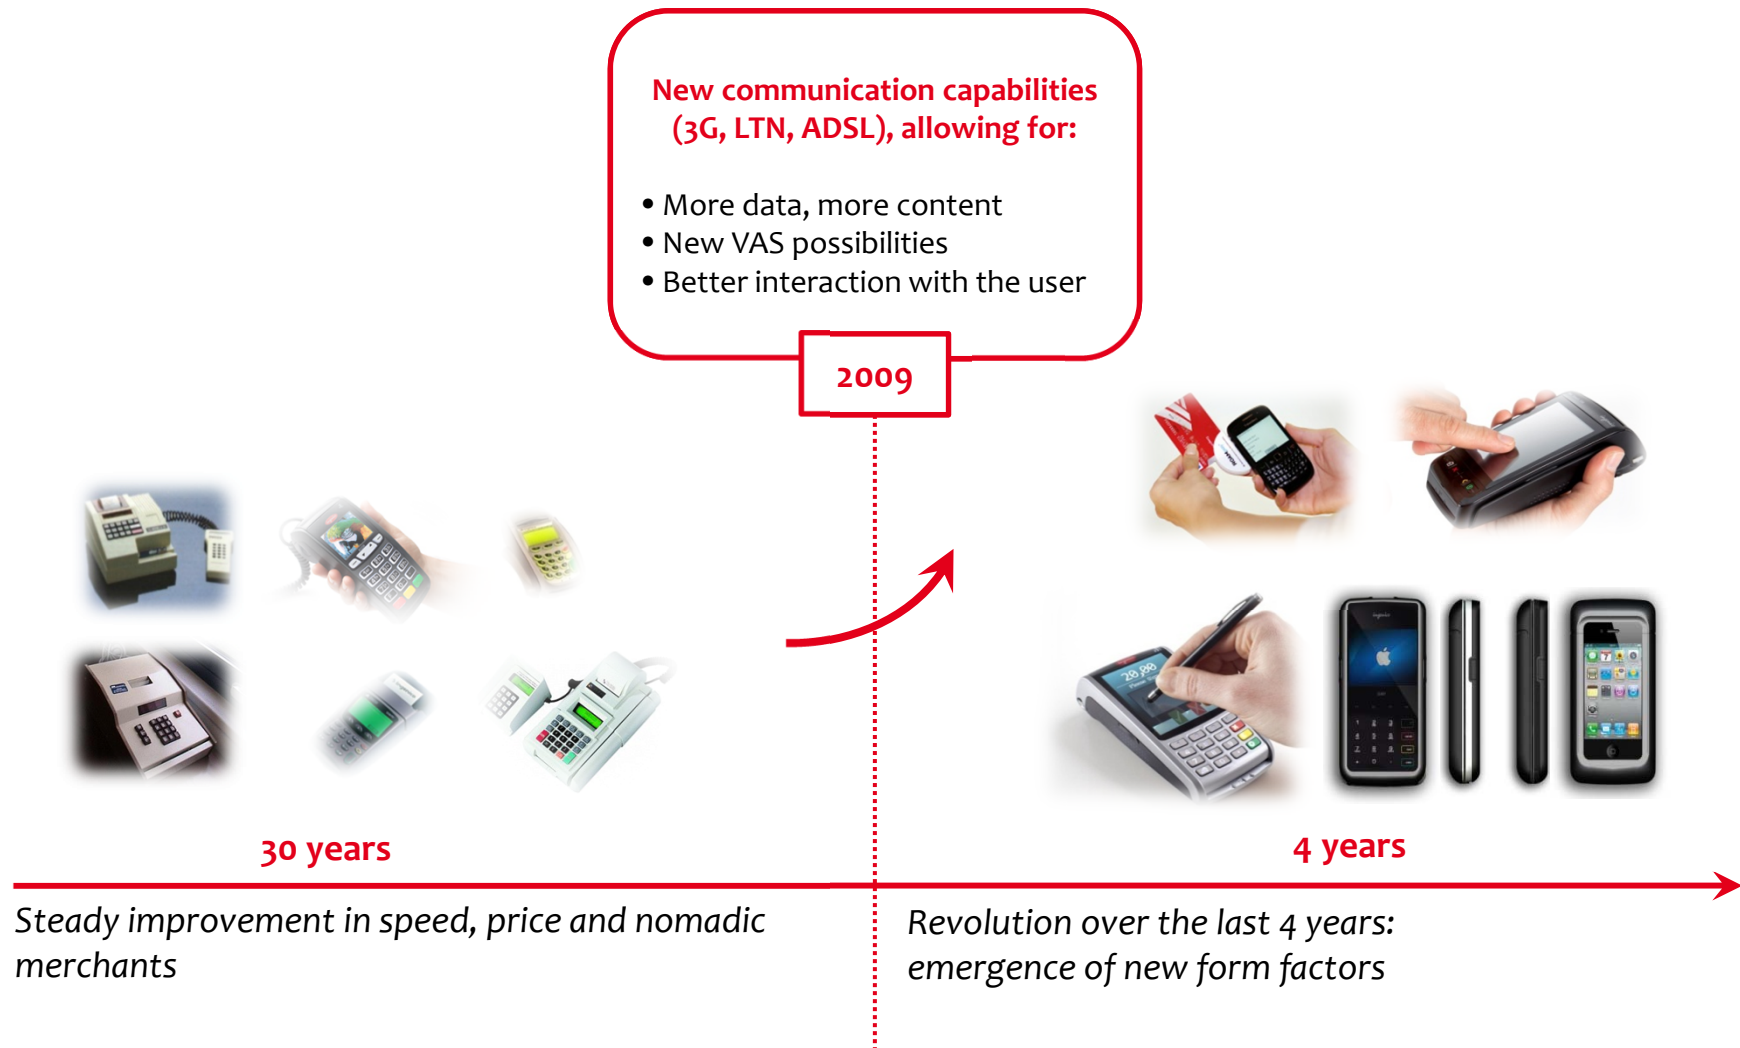 New communication capabilities
(3G, LTN, ADSL), allowing for:
• More data, more content
• New VAS possibilities
• Better interaction with the user
2009
20,00
30 years
4 years
Steady improvement in speed, price and nomadic
merchants
Revolution over the last 4 years:
emergence of new form factors